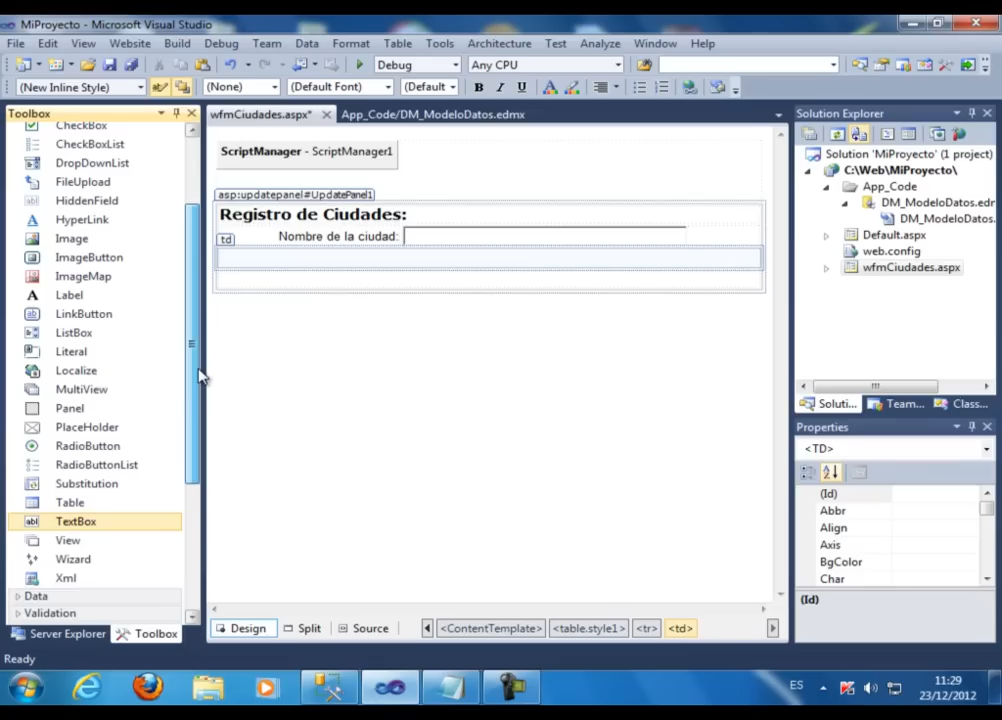 MiProyecto - Microsoft Visual Studio
File Edit View Website Build Debug Team Data Format Table Tools Architecture Test Analyze Window Help
Debug Any CPU
(New Inline Style) (None) (Default Font) (Default B I U A
Toolbox
CheckBox
CheckBoxList
DropDownList
FileUpload
HiddenField
HyperLink
Image
ImageButton
ImageMap
A Label
ab LinkButton
ListBox
Literal
Localize
MultiView
Panel
PlaceHolder
RadioButton
RadioButtonList
Substitution
Table
abl TextBox
View
Wizard
Xml
Data
Validation
Server Explorer Toolbox
wfmCiudades.aspx* App_Code/DM_ModeloDatos.edmx
ScriptManager - ScriptManager1
asp:updatepanel#UpdatePanel1
Registro de Ciudades:
td Nombre de la ciudad:
Design Split Source <ContentTemplate> <table.style1> <tr> <td>
Solution Explorer
Solution 'MiProyecto' (1 project)
C:\Web\MiProyecto\
App_Code
DM_ModeloDatos.edr
DM_ModeloDatos.
Default.aspx
web.config
wfmCiudades.aspx
Soluti... Team... Class...
Properties
<TD>
(Id)
Abbr
Align
Axis
BgColor
Char
(Id)
Ready
ES 11:29
23/12/2012